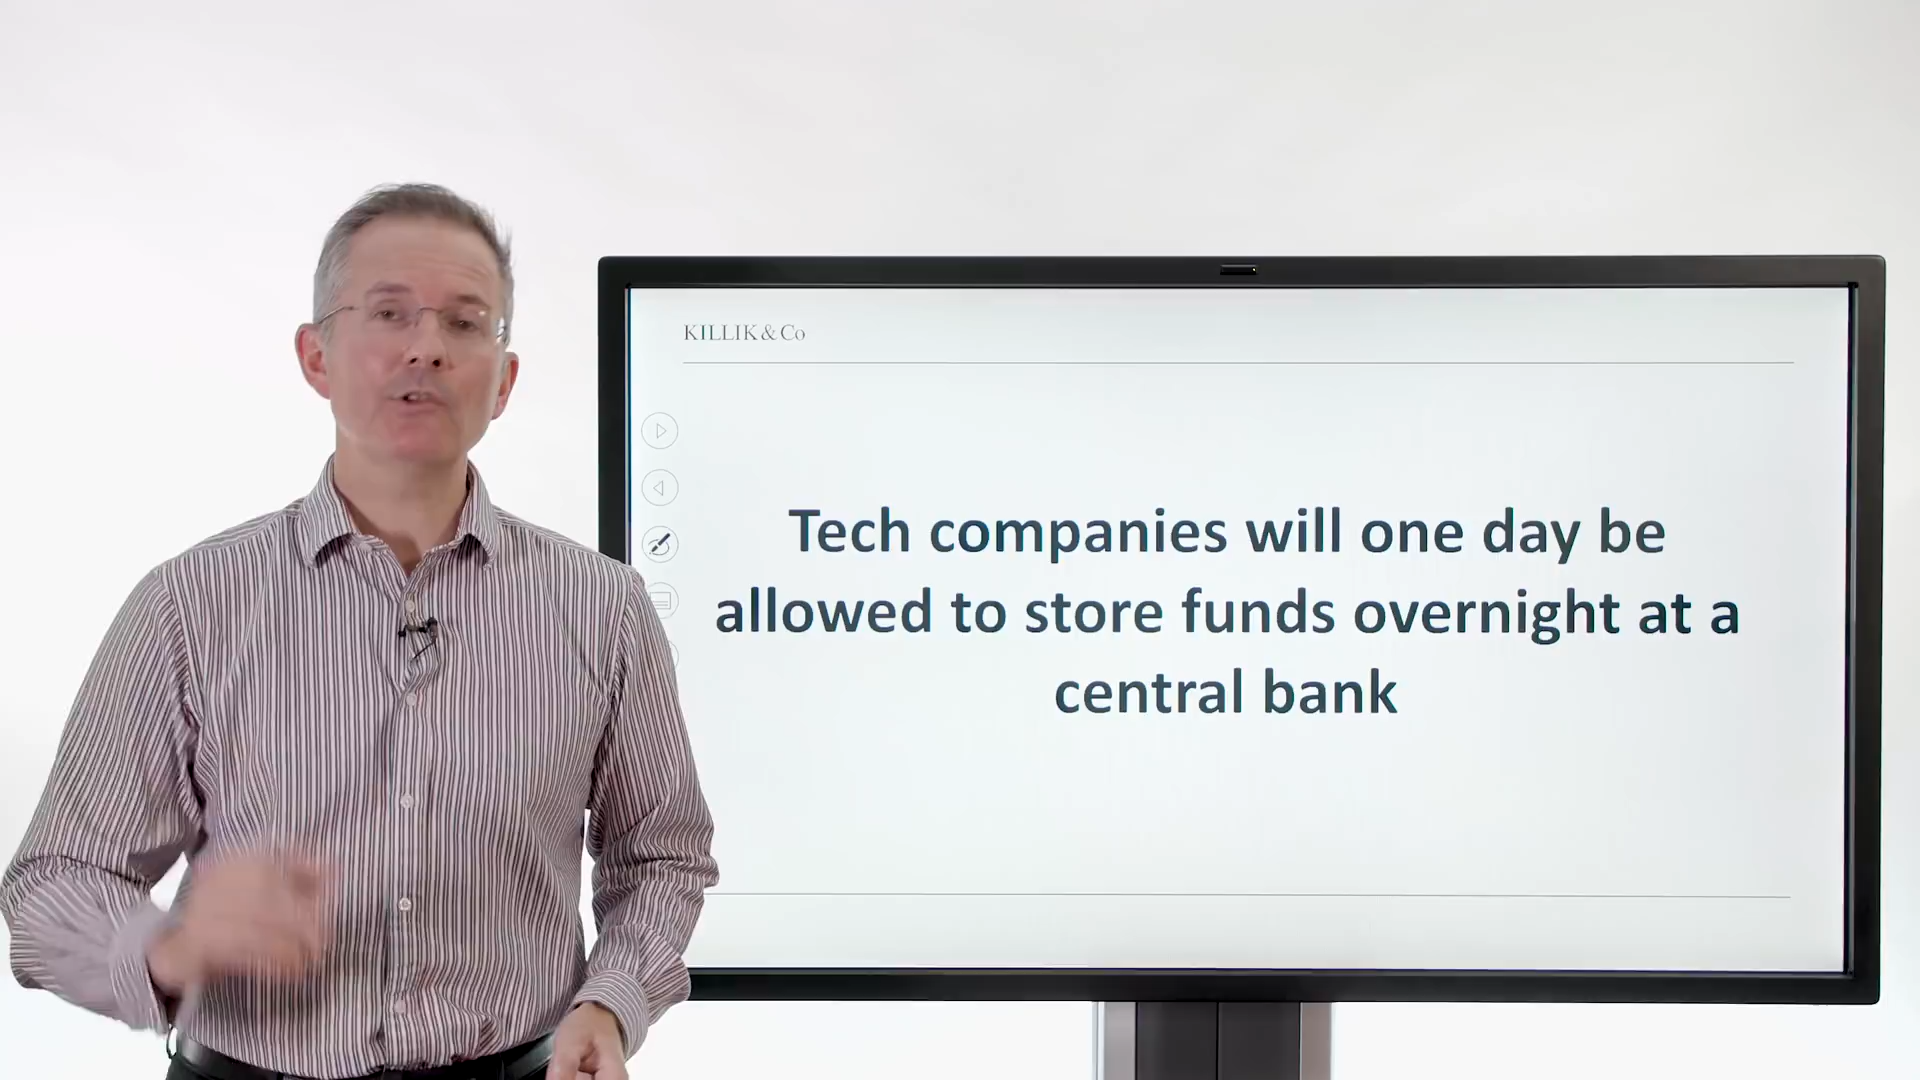 KILLIK & Co
Tech companies will one day be
allowed to store funds overnight at a
central bank